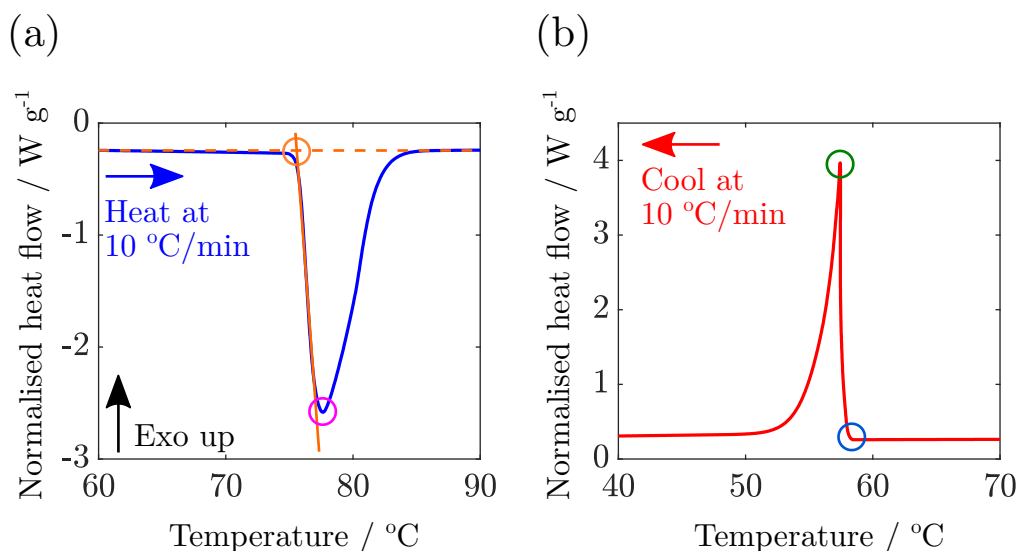 (a)
Normalised heat flow / W g⁻¹
0
-1
-2
-3
Heat at
10 °C/min
Exo up
60
70
80
90
Temperature / °C
(b)
Normalised heat flow / W g⁻¹
4
3
2
1
0
Cool at
10 °C/min
40
50
60
70
Temperature / °C